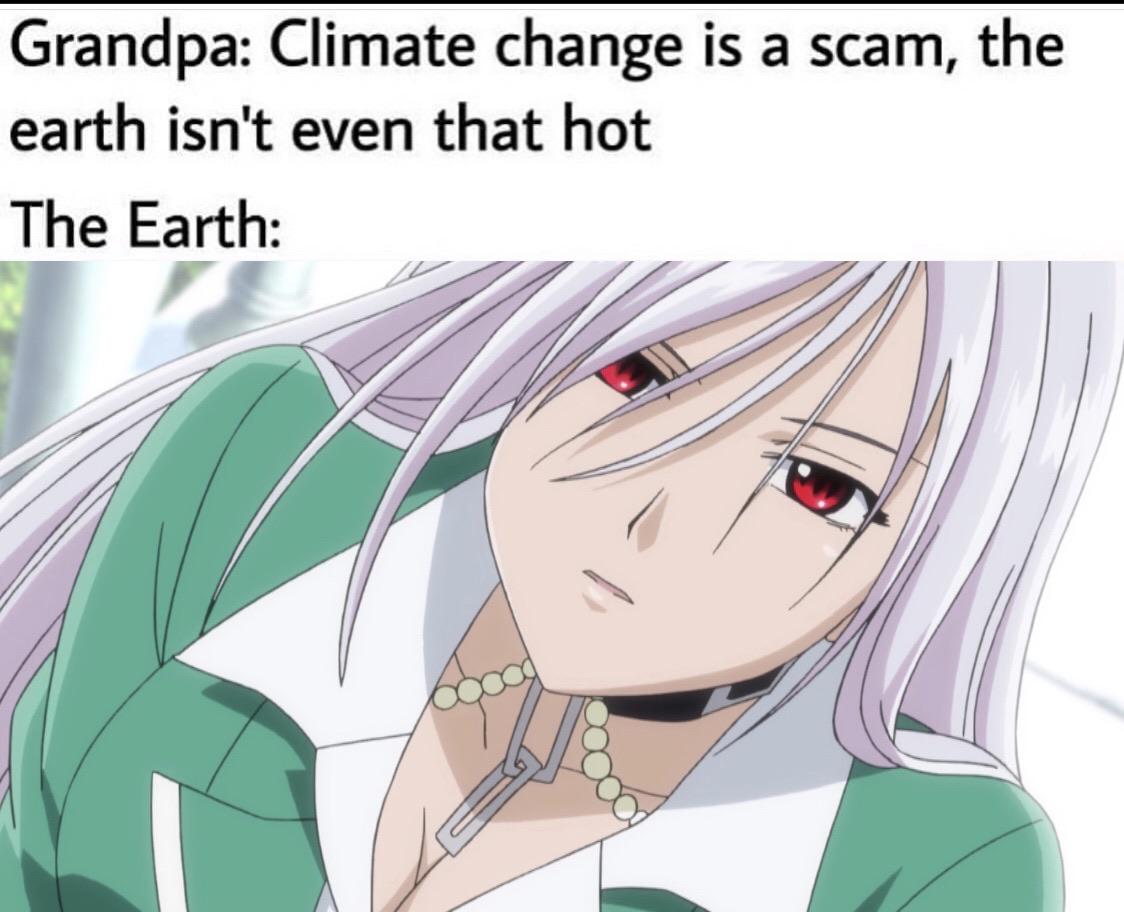 Grandpa: Climate change is a scam, the
earth isn't even that hot
The Earth: